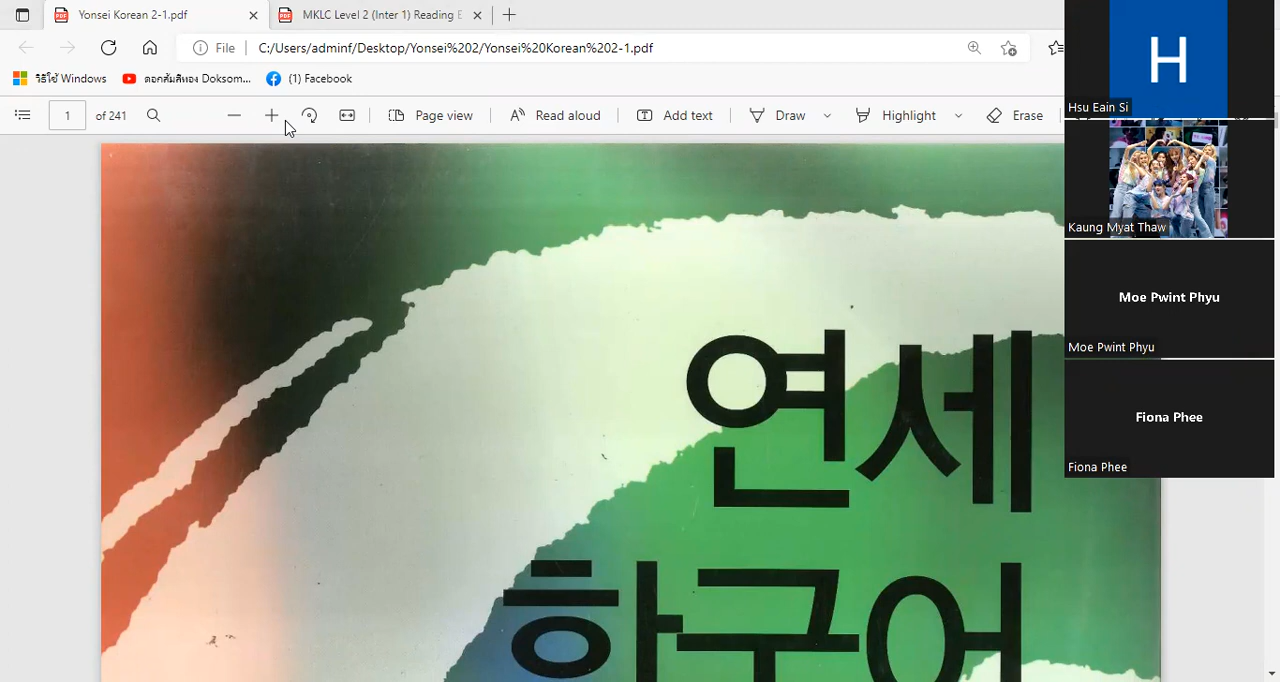 Yonsei Korean 2-1.pdf
MKLC Level 2 (Inter 1) Reading E
File
C:/Users/adminf/Desktop/Yonsei%202/Yonsei%20Korean%202-1.pdf
วิธีใช้ Windows
ดอกส้มสีทอง Doksom...
(1) Facebook
1
of 241
Page view
Read aloud
Add text
Draw
Highlight
Erase
H
Hsu Eain Si
Kaung Myat Thaw
Moe Pwint Phyu
Moe Pwint Phyu
Fiona Phee
Fiona Phee
연세
한국어